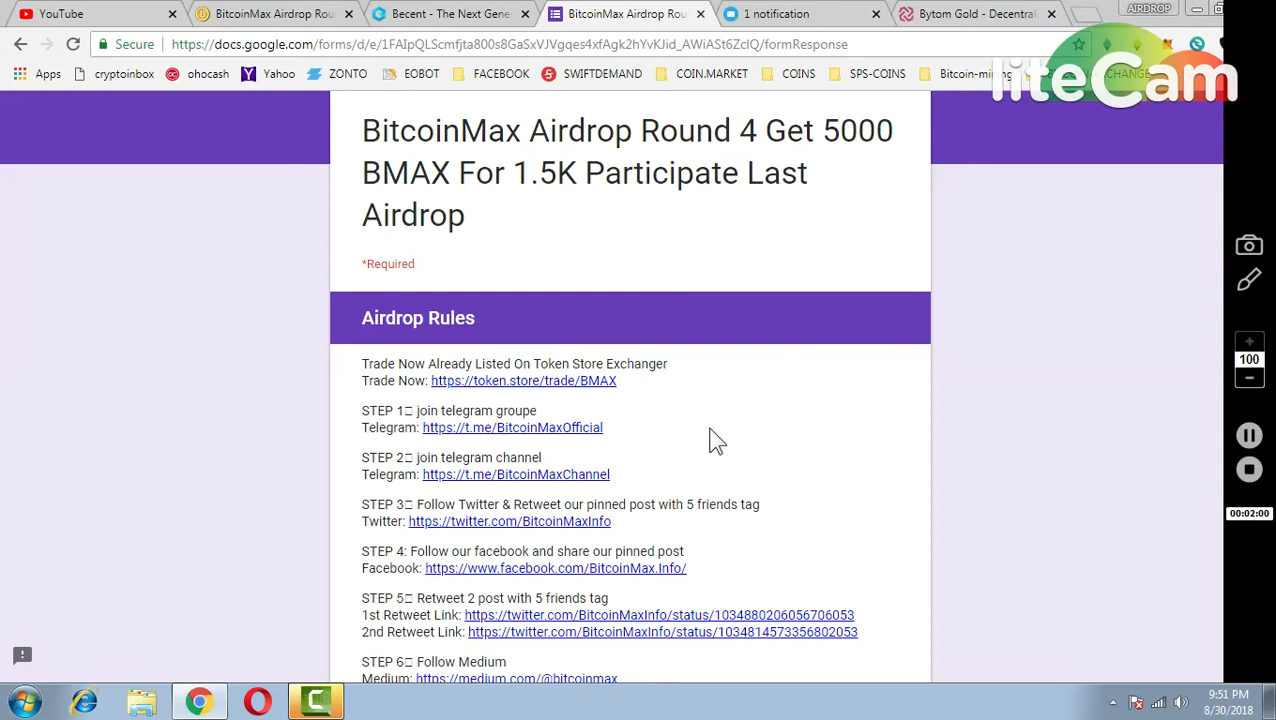 YouTube
BitcoinMax Airdrop Rou
Becent - The Next Gene
BitcoinMax Airdrop Rou
1 notification
Bytom Gold - Decentral
AIRDROP
Secure
https://docs.google.com/forms/d/e/
/formResponse
Apps
cryptoinbox
ohocash
Yahoo
ZONTO
EOBOT
FACEBOOK
SWIFTDEMAND
COIN.MARKET
COINS
SPS-COINS
Bitcoin-mining
liteCam
BitcoinMax Airdrop Round 4 Get 5000
BMAX For 1.5K Participate Last
Airdrop
*Required
Airdrop Rules
Trade Now Already Listed On Token Store Exchanger
Trade Now: https://token.store/trade/BMAX
STEP 1 join telegram groupe
Telegram: https://t.me/BitcoinMaxOfficial
STEP 2 join telegram channel
Telegram: https://t.me/BitcoinMaxChannel
STEP 3 Follow Twitter & Retweet our pinned post with 5 friends tag
Twitter: https://twitter.com/BitcoinMaxInfo
STEP 4: Follow our facebook and share our pinned post
Facebook: https://www.facebook.com/BitcoinMax.Info/
STEP 5 Retweet 2 post with 5 friends tag
1st Retweet Link: https://twitter.com/BitcoinMaxInfo/status/1034880206056706053
2nd Retweet Link: https://twitter.com/BitcoinMaxInfo/status/1034814573356802053
STEP 6 Follow Medium
Medium: https://medium.com/@bitcoinmax
100
00:02:00
9:51 PM
8/30/2018